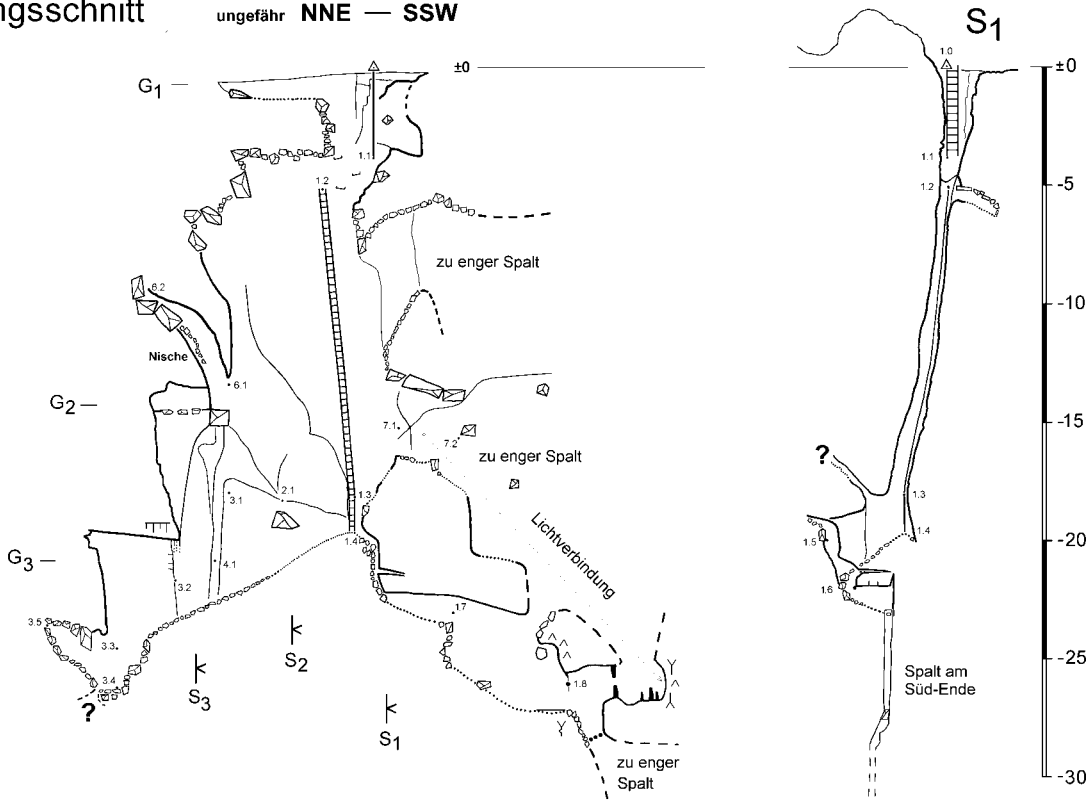 ngsschnitt ungefähr NNE — SSW
S1
G1
±0
1.0
±0
1.1
1.1
1.2
1.2
-5
zu enger Spalt
6.2
-10
Nische
6.1
G2
7.1
7.2
-15
zu enger Spalt
?
2.1
3.1
1.3
1.3
Lichtverbindung
1.4
1.4
1.5
-20
G3
4.1
3.2
1.6
1.7
3.5
3.3
S2
S3
3.4
?
1.8
-25
Spalt am
Süd-Ende
S1
zu enger
Spalt
-30